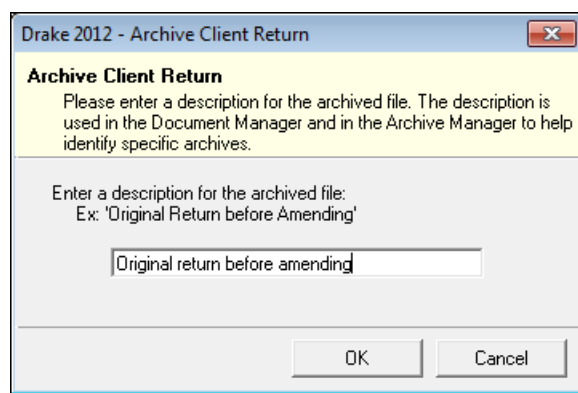 Drake 2012 - Archive Client Return
Archive Client Return
Please enter a description for the archived file. The description is
used in the Document Manager and in the Archive Manager to help
identify specific archives.
Enter a description for the archived file:
Ex: 'Original Return before Amending'
Original return before amending
OK Cancel